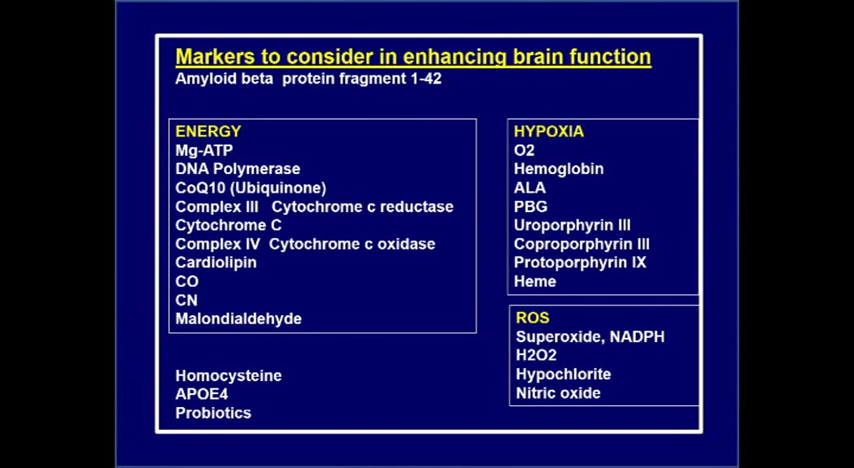 Markers to consider in enhancing brain function
Amyloid beta protein fragment 1-42
ENERGY
Mg-ATP
DNA Polymerase
CoQ10 (Ubiquinone)
Complex III Cytochrome c reductase
Cytochrome C
Complex IV Cytochrome c oxidase
Cardiolipin
CO
CN
Malondialdehyde
HYPOXIA
O2
Hemoglobin
ALA
PBG
Uroporphyrin III
Coproporphyrin III
Protoporphyrin IX
Heme
ROS
Superoxide, NADPH
H2O2
Hypochlorite
Nitric oxide
Homocysteine
APOE4
Probiotics